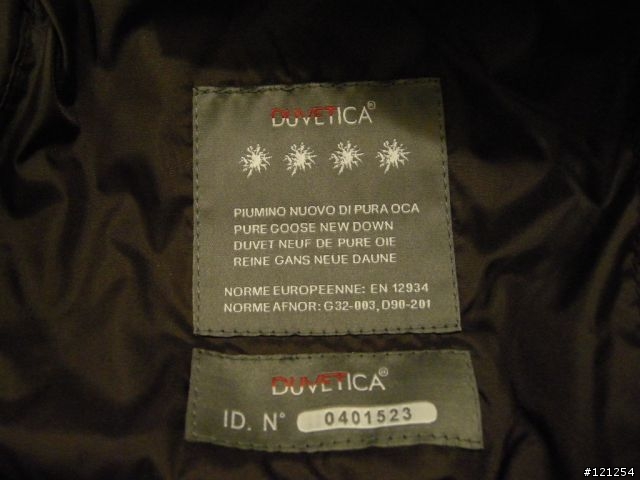 DUVETICA®
PIUMINO NUOVO DI PURA OCA
PURE GOOSE NEW DOWN
DUVET NEUF DE PURE OIE
REINE GANS NEUE DAUNE
NORME EUROPEENNE: EN 12934
NORME AFNOR: G32-003, D90-201
DUVETICA®
ID. N° 0401523
#121254